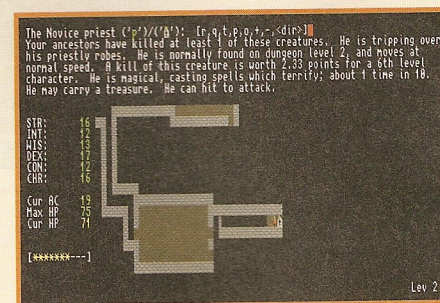 The Novice priest ('p')/('p'):  [r,q,t,p,o,+,-,<dir>]
Your ancestors have killed at least 1 of these creatures.  He is tripping over
his priestly robes.  He is normally found on dungeon level 2, and moves at
normal speed.  A kill of this creature is worth 2.33 points for a 6th level
character.  He is magical, casting spells which terrify; about 1 time in 10.
He may carry a treasure.  He can hit to attack.
STR: 16
INT: 12
WIS: 13
DEX: 17
CON: 12
CHR: 16
Cur AC 19
Max HP 75
Cur HP 71
[*******---]
Lev 2